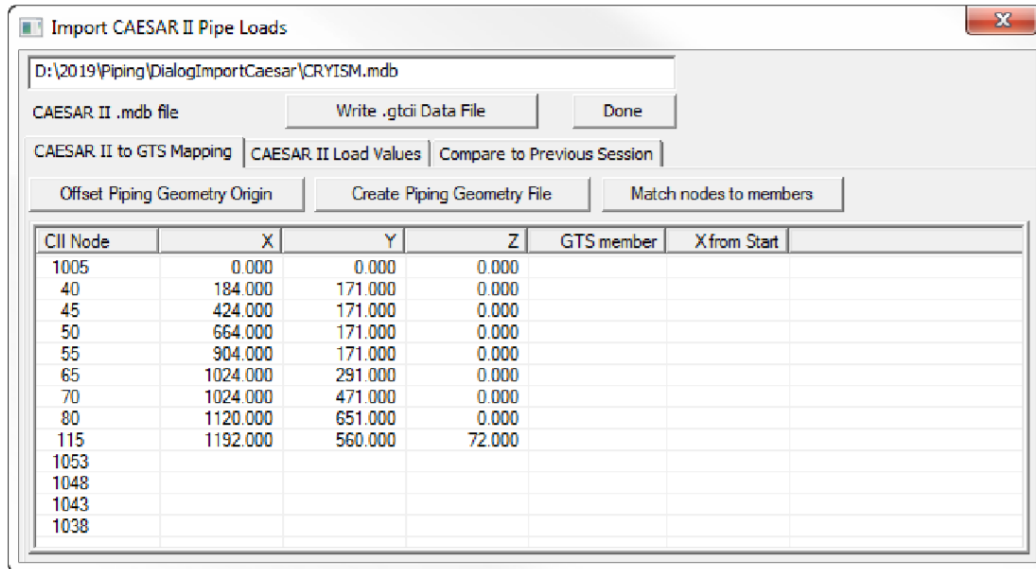 Import CAESAR II Pipe Loads
D:\2019\Piping\DialogImportCaesar\CRYISM.mdb
CAESAR II .mdb file Write .gtcii Data File Done
CAESAR II to GTS Mapping CAESAR II Load Values Compare to Previous Session
Offset Piping Geometry Origin Create Piping Geometry File Match nodes to members
CII Node X Y Z GTS member X from Start
1005 0.000 0.000 0.000
40 184.000 171.000 0.000
45 424.000 171.000 0.000
50 664.000 171.000 0.000
55 904.000 171.000 0.000
65 1024.000 291.000 0.000
70 1024.000 471.000 0.000
80 1120.000 651.000 0.000
115 1192.000 560.000 72.000
1053
1048
1043
1038